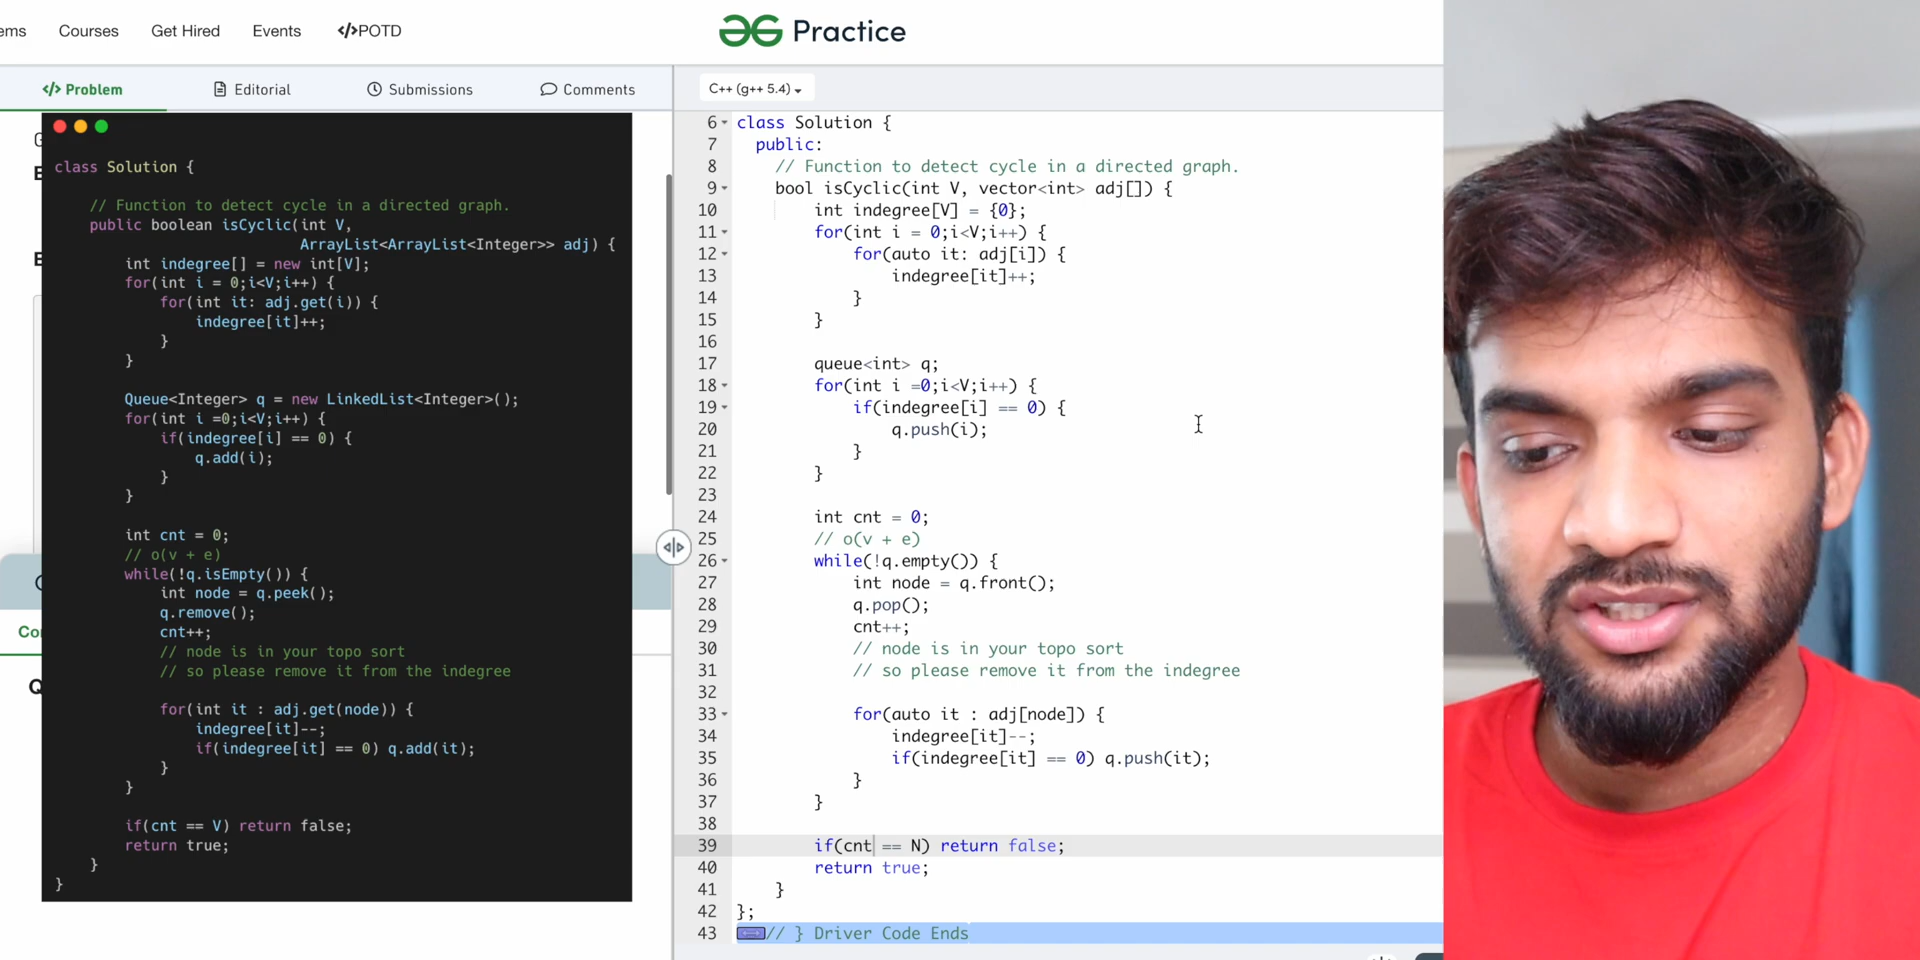 ems Courses Get Hired Events </>POTD
Practice
</> Problem Editorial Submissions Comments
C++ (g++ 5.4)
class Solution {
// Function to detect cycle in a directed graph.
public boolean isCyclic(int V,
ArrayList<ArrayList<Integer>> adj) {
int indegree[] = new int[V];
for(int i = 0;i<V;i++) {
for(int it: adj.get(i)) {
indegree[it]++;
}
}
Queue<Integer> q = new LinkedList<Integer>();
for(int i =0;i<V;i++) {
if(indegree[i] == 0) {
q.add(i);
}
}
int cnt = 0;
// o(v + e)
while(!q.isEmpty()) {
int node = q.peek();
q.remove();
cnt++;
// node is in your topo sort
// so please remove it from the indegree
for(int it : adj.get(node)) {
indegree[it]--;
if(indegree[it] == 0) q.add(it);
}
}
if(cnt == V) return false;
return true;
}
}
6 class Solution {
7 public:
8 // Function to detect cycle in a directed graph.
9 bool isCyclic(int V, vector<int> adj[]) {
10 int indegree[V] = {0};
11 for(int i = 0;i<V;i++) {
12 for(auto it: adj[i]) {
13 indegree[it]++;
14 }
15 }
16
17 queue<int> q;
18 for(int i =0;i<V;i++) {
19 if(indegree[i] == 0) {
20 q.push(i);
21 }
22 }
23
24 int cnt = 0;
25 // o(v + e)
26 while(!q.empty()) {
27 int node = q.front();
28 q.pop();
29 cnt++;
30 // node is in your topo sort
31 // so please remove it from the indegree
32
33 for(auto it : adj[node]) {
34 indegree[it]--;
35 if(indegree[it] == 0) q.push(it);
36 }
37 }
38
39 if(cnt == N) return false;
40 return true;
41 }
42 };
43 // } Driver Code Ends